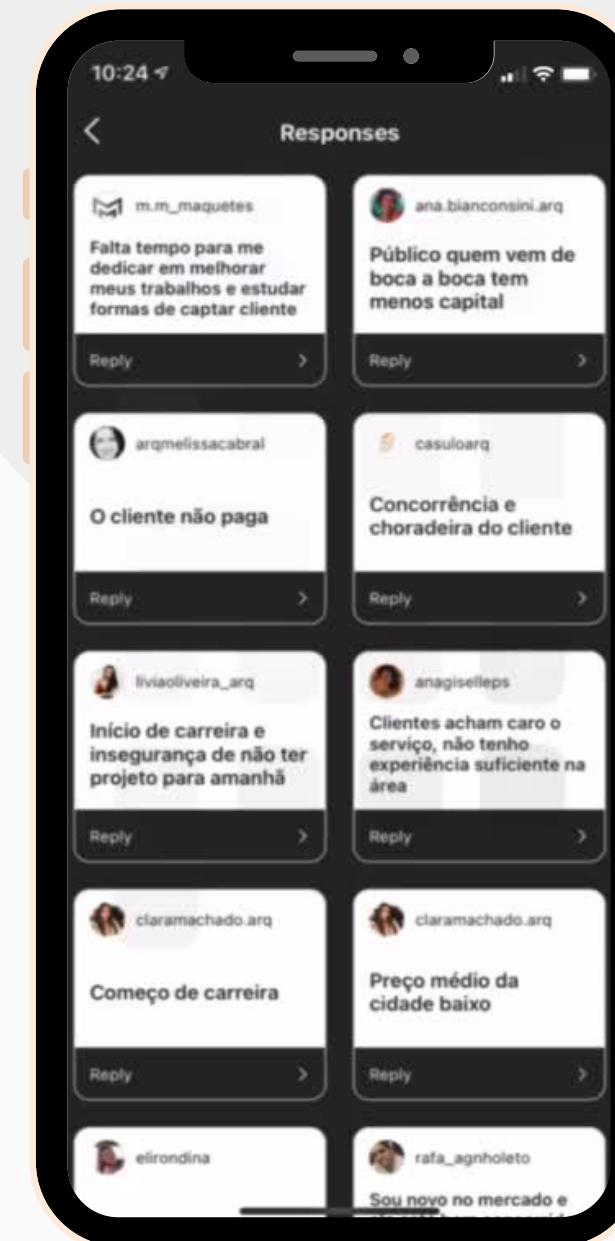 10:24
Responses
m.m_maquetes
Falta tempo para me
dedicar em melhorar
meus trabalhos e estudar
formas de captar cliente
Reply
ana.bianconsini.arq
Público quem vem de
boca a boca tem
menos capital
Reply
arqmelissacabral
O cliente não paga
Reply
casuloarq
Concorrência e
choradeira do cliente
Reply
liviaoliveira_arq
Início de carreira e
insegurança de não ter
projeto para amanhã
Reply
anagiselleps
Clientes acham caro o
serviço, não tenho
experiência suficiente na
área
Reply
claramachado.arq
Começo de carreira
Reply
claramachado.arq
Preço médio da
cidade baixo
Reply
elirondina
rafa_agnholeto
Sou novo no mercado e